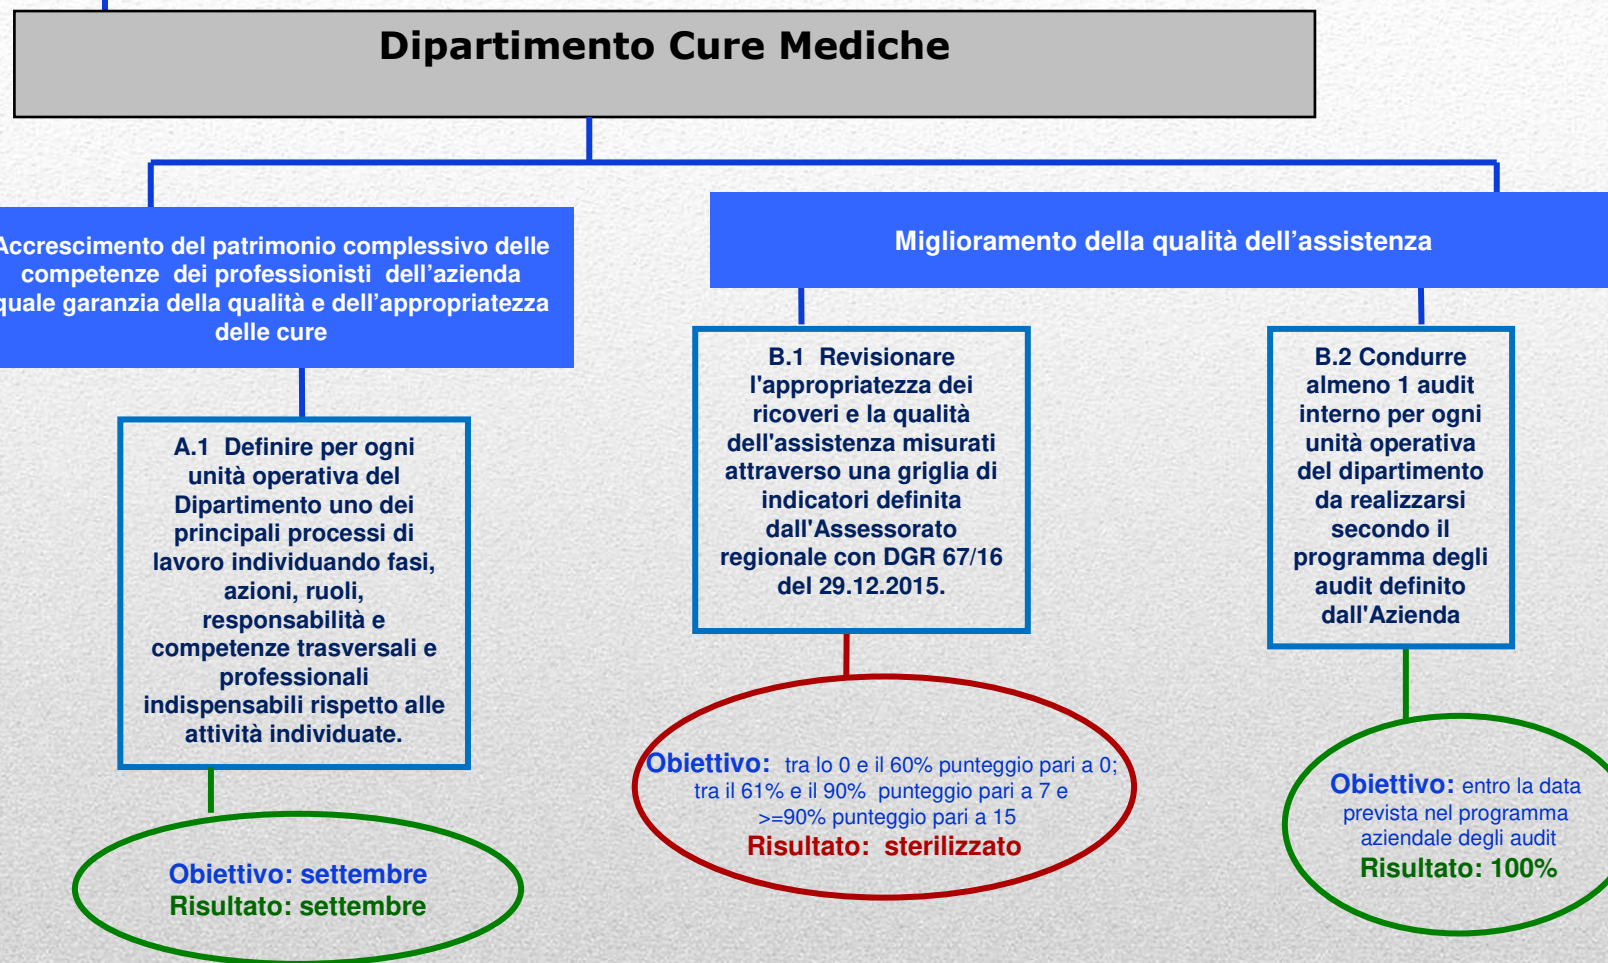 Dipartimento Cure Mediche
Accrescimento del patrimonio complessivo delle
competenze dei professionisti dell’azienda
quale garanzia della qualità e dell’appropriatezza
delle cure
Miglioramento della qualità dell’assistenza
A.1 Definire per ogni
unità operativa del
Dipartimento uno dei
principali processi di
lavoro individuando fasi,
azioni, ruoli,
responsabilità e
competenze trasversali e
professionali
indispensabili rispetto alle
attività individuate.
B.1 Revisionare
l'appropriatezza dei
ricoveri e la qualità
dell'assistenza misurati
attraverso una griglia di
indicatori definita
dall'Assessorato
regionale con DGR 67/16
del 29.12.2015.
B.2 Condurre
almeno 1 audit
interno per ogni
unità operativa
del dipartimento
da realizzarsi
secondo il
programma degli
audit definito
dall'Azienda
Obiettivo: settembre
Risultato: settembre
Obiettivo: tra lo 0 e il 60% punteggio pari a 0;
tra il 61% e il 90% punteggio pari a 7 e
>=90% punteggio pari a 15
Risultato: sterilizzato
Obiettivo: entro la data
prevista nel programma
aziendale degli audit
Risultato: 100%